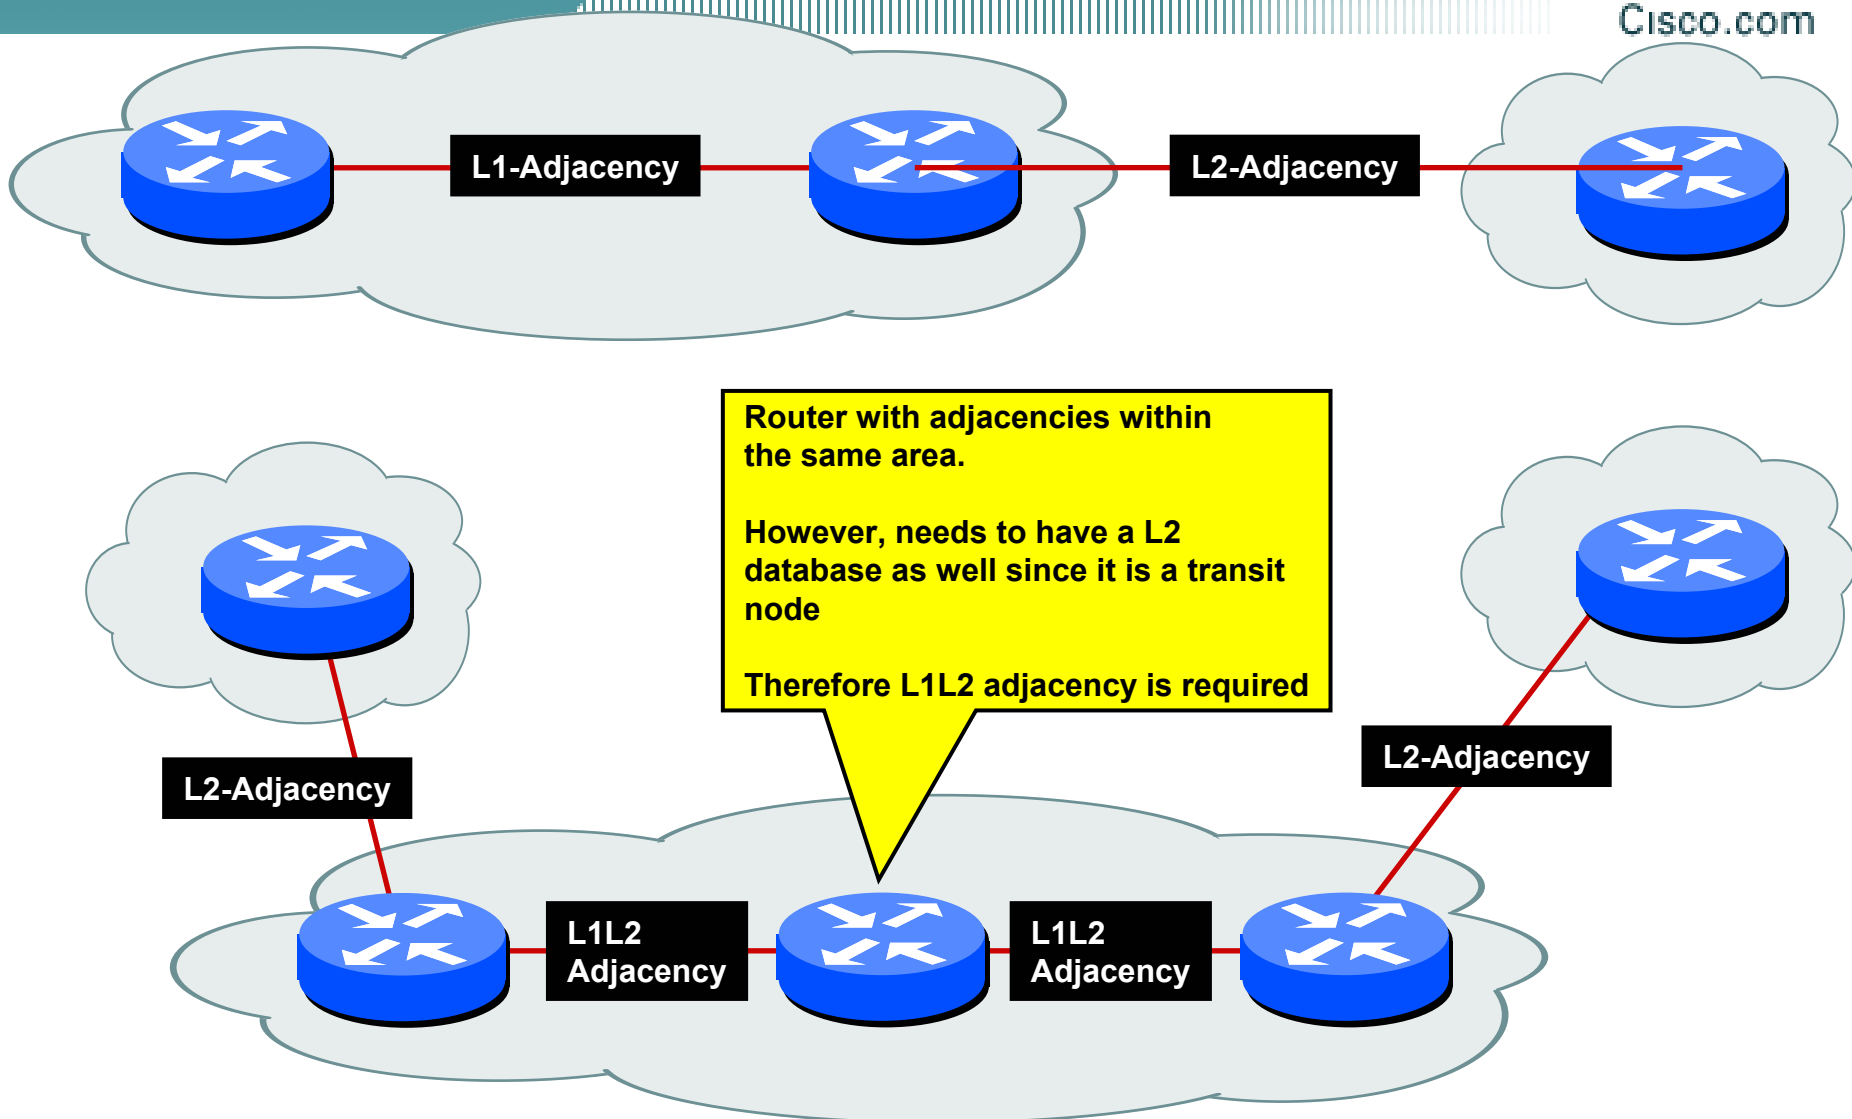 Cisco.com
L1-Adjacency
L2-Adjacency
Router with adjacencies within
the same area.
However, needs to have a L2
database as well since it is a transit
node
Therefore L1L2 adjacency is required
L2-Adjacency
L2-Adjacency
L1L2
Adjacency
L1L2
Adjacency